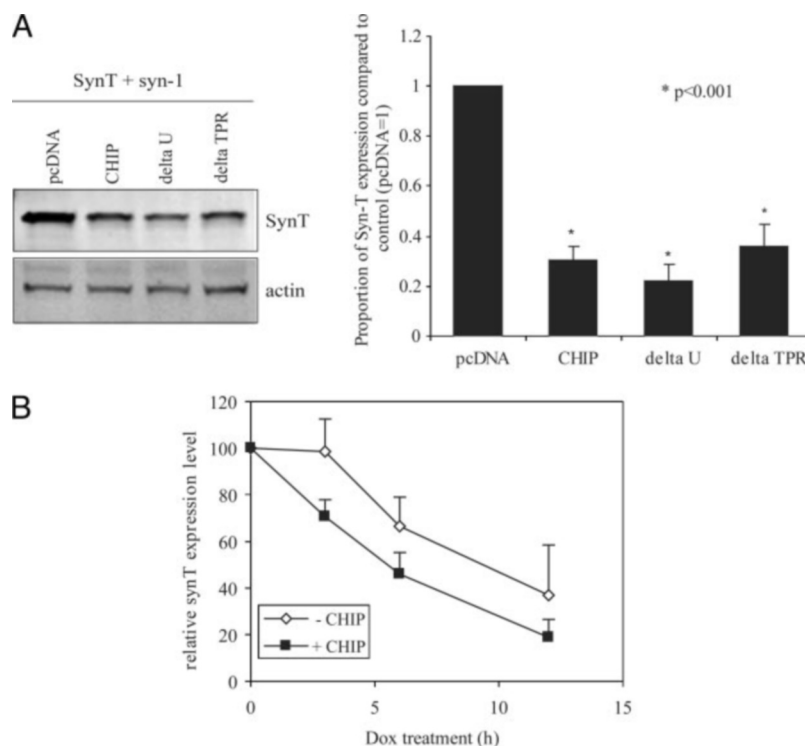 A
SynT + syn-1
pcDNA
CHIP
delta U
delta TPR
SynT
actin
Proportion of Syn-T expression compared to
control (pcDNA=1)
1.2
1
0.8
0.6
0.4
0.2
0
* p<0.001
*
*
*
pcDNA
CHIP
delta U
delta TPR
B
relative synT expression level
120
100
80
60
40
20
0
- CHIP
+ CHIP
0
5
10
15
Dox treatment (h)